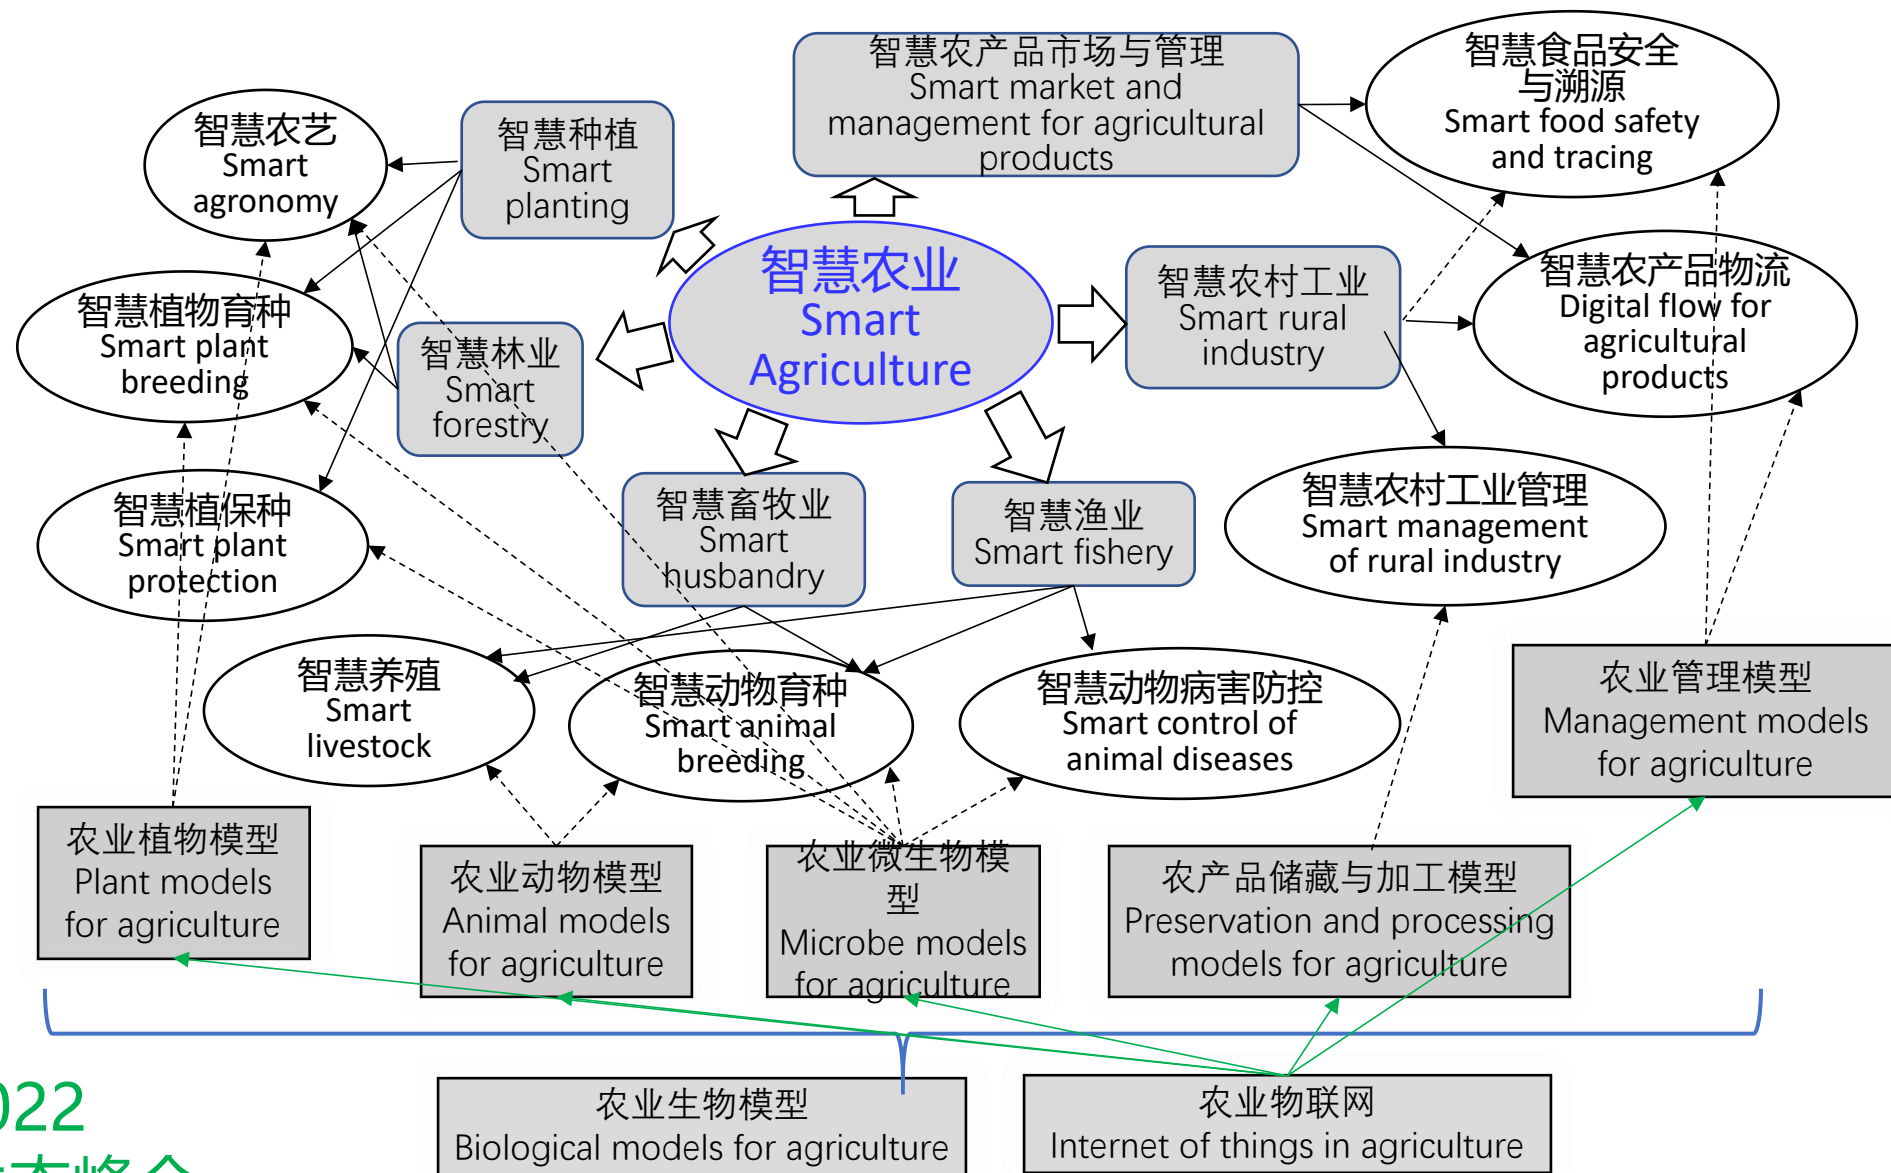 智慧农产品市场与管理
Smart market and
management for agricultural
products
智慧食品安全
与溯源
Smart food safety
and tracing
智慧农艺
Smart
agronomy
智慧种植
Smart
planting
智慧农业
Smart
Agriculture
智慧农村工业
Smart rural
industry
智慧农产品物流
Digital flow for
agricultural
products
智慧植物育种
Smart plant
breeding
智慧林业
Smart
forestry
智慧植保种
Smart plant
protection
智慧畜牧业
Smart
husbandry
智慧渔业
Smart fishery
智慧农村工业管理
Smart management
of rural industry
智慧养殖
Smart
livestock
智慧动物育种
Smart animal
breeding
智慧动物病害防控
Smart control of
animal diseases
农业管理模型
Management models
for agriculture
农业植物模型
Plant models
for agriculture
农业动物模型
Animal models
for agriculture
农业微生物模
型
Microbe models
for agriculture
农产品储藏与加工模型
Preservation and processing
models for agriculture
农业生物模型
Biological models for agriculture
农业物联网
Internet of things in agriculture
022
态峰会